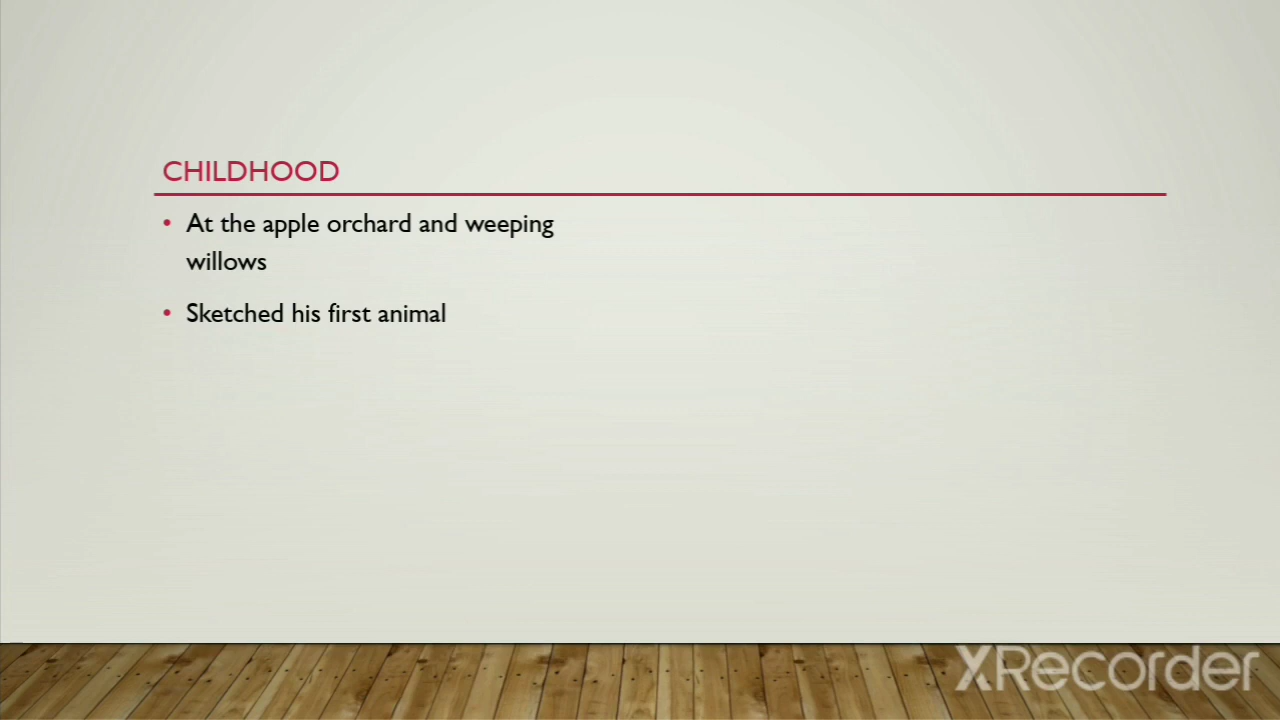 CHILDHOOD
• At the apple orchard and weeping
willows
• Sketched his first animal
XRecorder